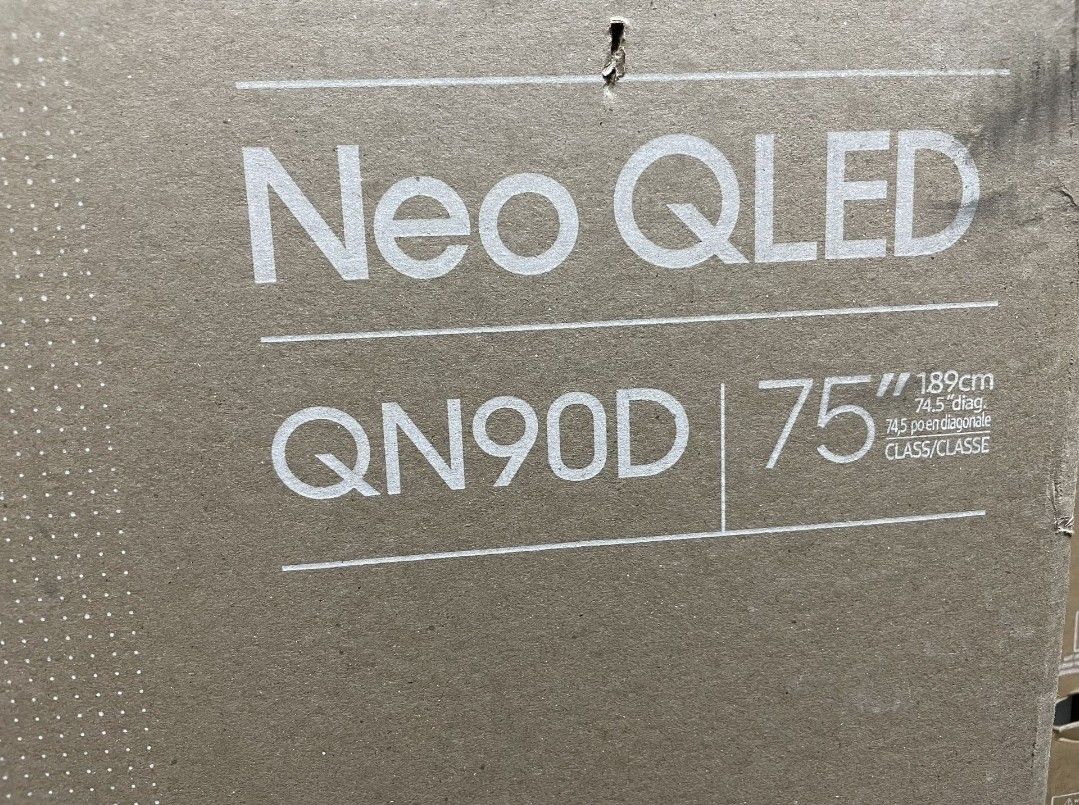 Neo QLED
QN90D
75" 189cm
74.5"diag.
74,5 po en diagonale
CLASS/CLASSE